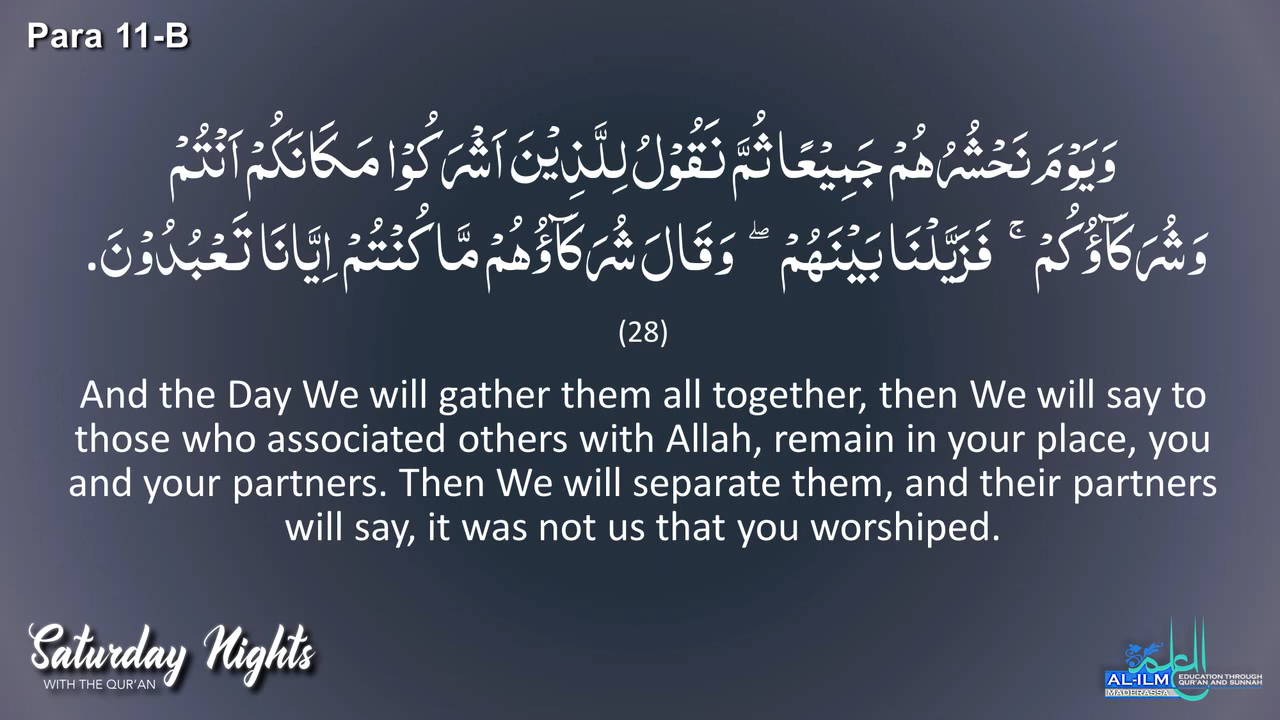 Para 11-B
وَيَوْمَ نَحْشُرُهُمْ جَمِيْعًا ثُمَّ نَقُوْلُ لِلَّذِيْنَ اَشْرَكُوْا مَكَانَكُمْ اَنْتُمْ
وَشُرَكَآؤُكُمْ ۚ فَزَيَّلْنَا بَيْنَهُمْ ۖ وَقَالَ شُرَكَآؤُهُمْ مَّا كُنْتُمْ اِيَّانَا تَعْبُدُوْنَ.
(28)
And the Day We will gather them all together, then We will say to
those who associated others with Allah, remain in your place, you
and your partners. Then We will separate them, and their partners
will say, it was not us that you worshiped.
Saturday Nights
WITH THE QUR'AN
العلم
AL-ILM
MADERASSA
EDUCATION THROUGH
QUR'AN AND SUNNAH